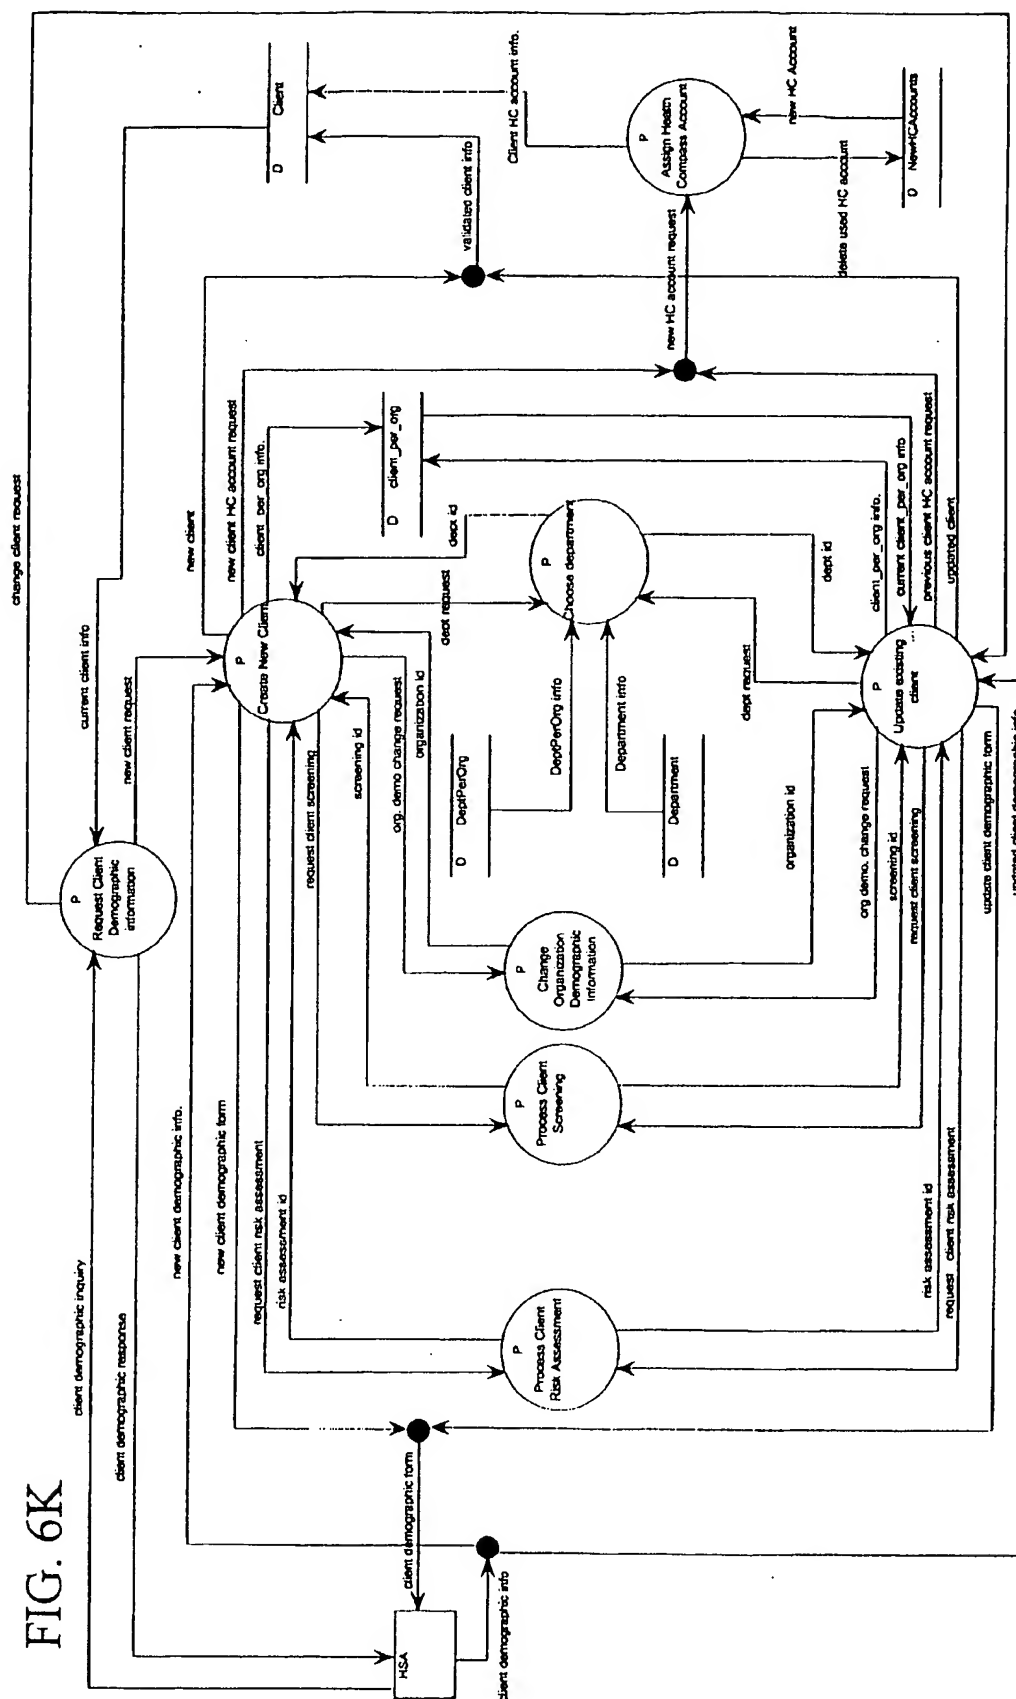 FIG. 6K
change client request
current client info
new client request
P
Request Client
Demographic
information
client demographic inquiry
client demographic response
new client demographic info.
new client demographic form
request client risk assessment
risk assessment id
request client screening
screening id
org. demo change request
organization id
P
Create New Client
new client
new client HC account request
client_per_org info.
dept id
dept request
D Client
validated client info
Client HC account info.
P
Assign Health
Compass Account
new HC Account
delete used HC account
D NewHCAccounts
new HC account request
D client_per_org
P
Choose department
DeptPerOrg info
Department info
D DeptPerOrg
D Department
dept id
dept request
client_per_org info.
current client_per_org info
previous client HC account request
updated client
P
Update existing ...
client
organization id
org demo. change request
screening id
request client screening
risk assessment id
request client risk assessment
update client demographic form
updated client demographic info
P
Change
Organization
Demographic
Information
P
Process Client
Screening
P
Process Client
Risk Assessment
client demographic form
HSA
client demographic info